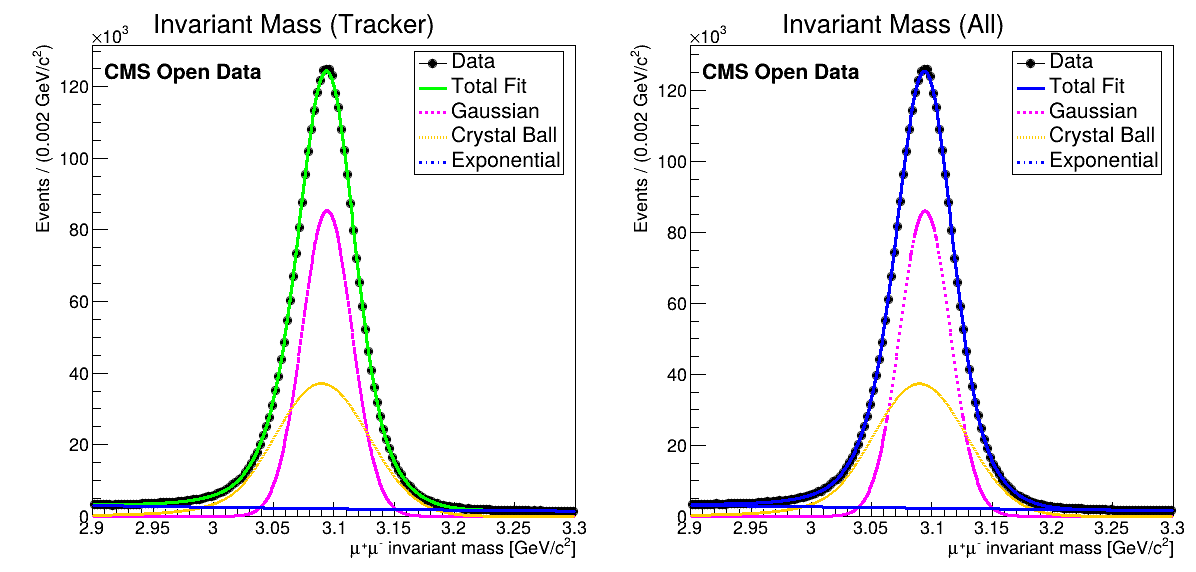 Invariant Mass (Tracker)
×10³
CMS Open Data
Data
Total Fit
Gaussian
Crystal Ball
Exponential
Events / (0.002 GeV/c²)
120
100
80
60
40
20
0
2.9 2.95 3 3.05 3.1 3.15 3.2 3.25 3.3
μ⁺μ⁻ invariant mass [GeV/c²]
Invariant Mass (All)
×10³
CMS Open Data
Data
Total Fit
Gaussian
Crystal Ball
Exponential
Events / (0.002 GeV/c²)
120
100
80
60
40
20
0
2.9 2.95 3 3.05 3.1 3.15 3.2 3.25 3.3
μ⁺μ⁻ invariant mass [GeV/c²]